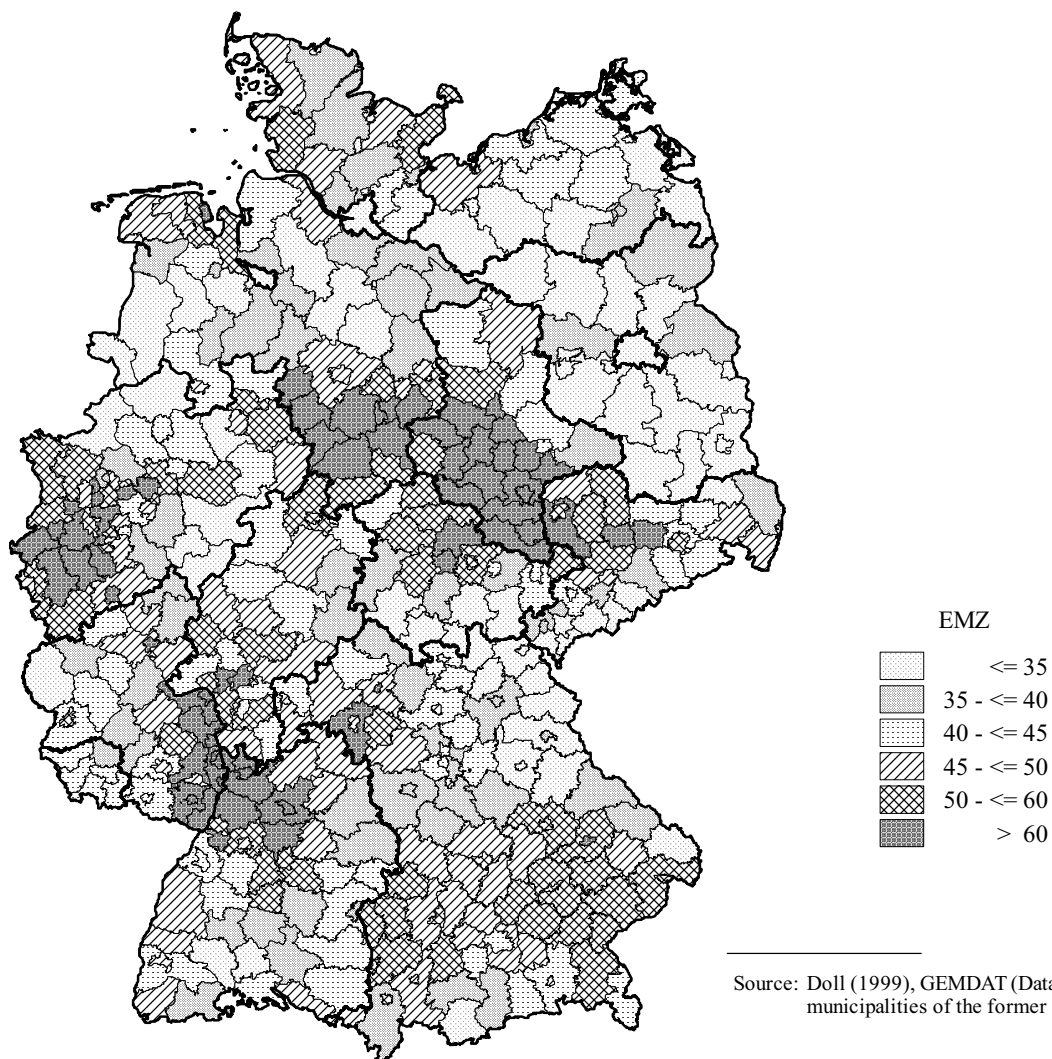 EMZ
<= 35
35 - <= 40
40 - <= 45
45 - <= 50
50 - <= 60
> 60
Source: Doll (1999), GEMDAT (Data
municipalities of the former